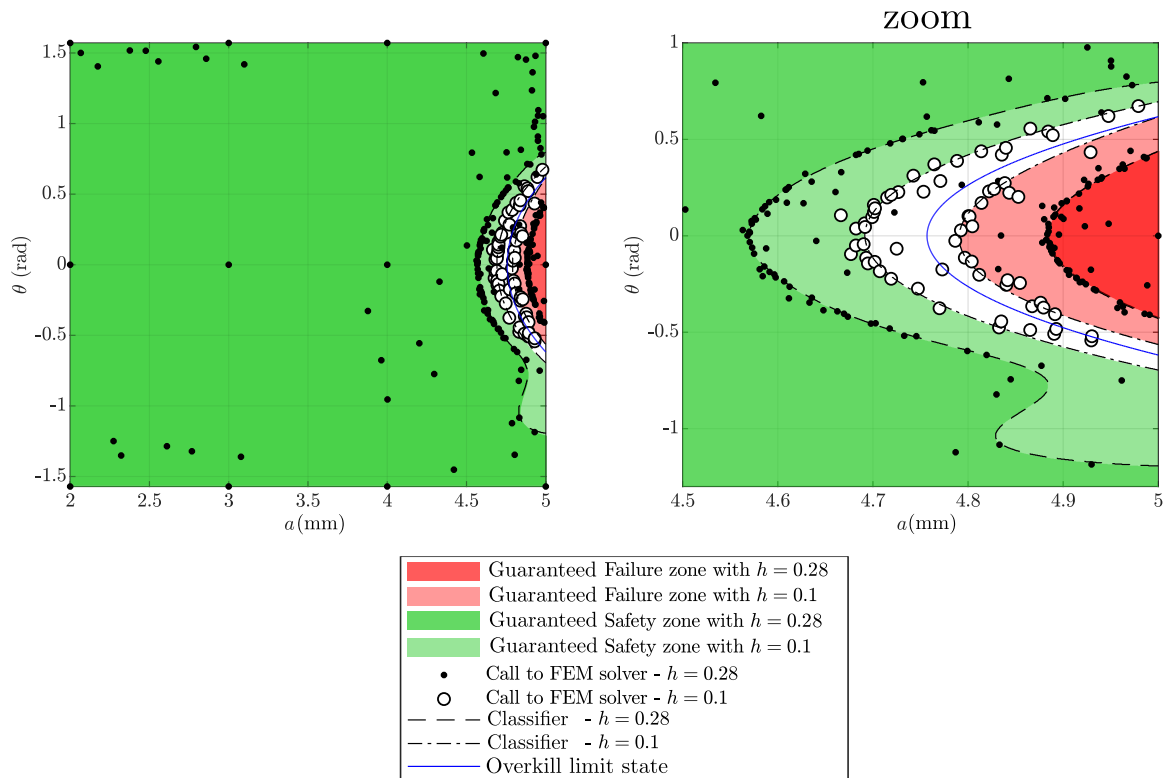 zoom
1.5
1
0.5
0
-0.5
-1
-1.5
θ (rad)
2
2.5
3
3.5
4
4.5
5
a(mm)
1
0.5
0
-0.5
-1
θ (rad)
4.5
4.6
4.7
4.8
4.9
5
a(mm)
Guaranteed Failure zone with h = 0.28
Guaranteed Failure zone with h = 0.1
Guaranteed Safety zone with h = 0.28
Guaranteed Safety zone with h = 0.1
Call to FEM solver - h = 0.28
Call to FEM solver - h = 0.1
Classifier - h = 0.28
Classifier - h = 0.1
Overkill limit state